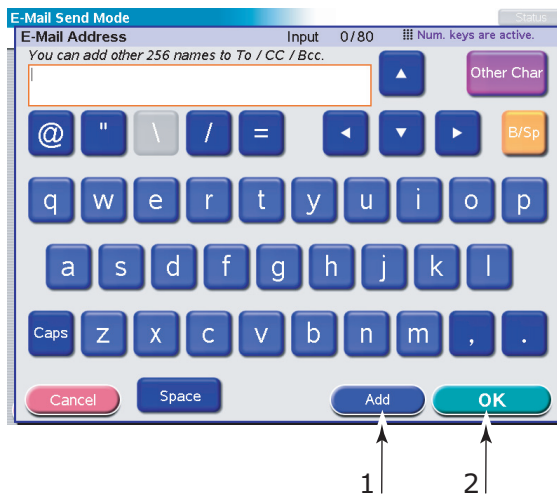 E-Mail Send Mode
Status
E-Mail Address Input 0/80 Num. keys are active.
You can add other 256 names to To / CC / Bcc.
Other Char
@ " \ / = B/Sp
q w e r t y u i o p
a s d f g h j k l
Caps z x c v b n m , .
Cancel Space Add OK
1 2